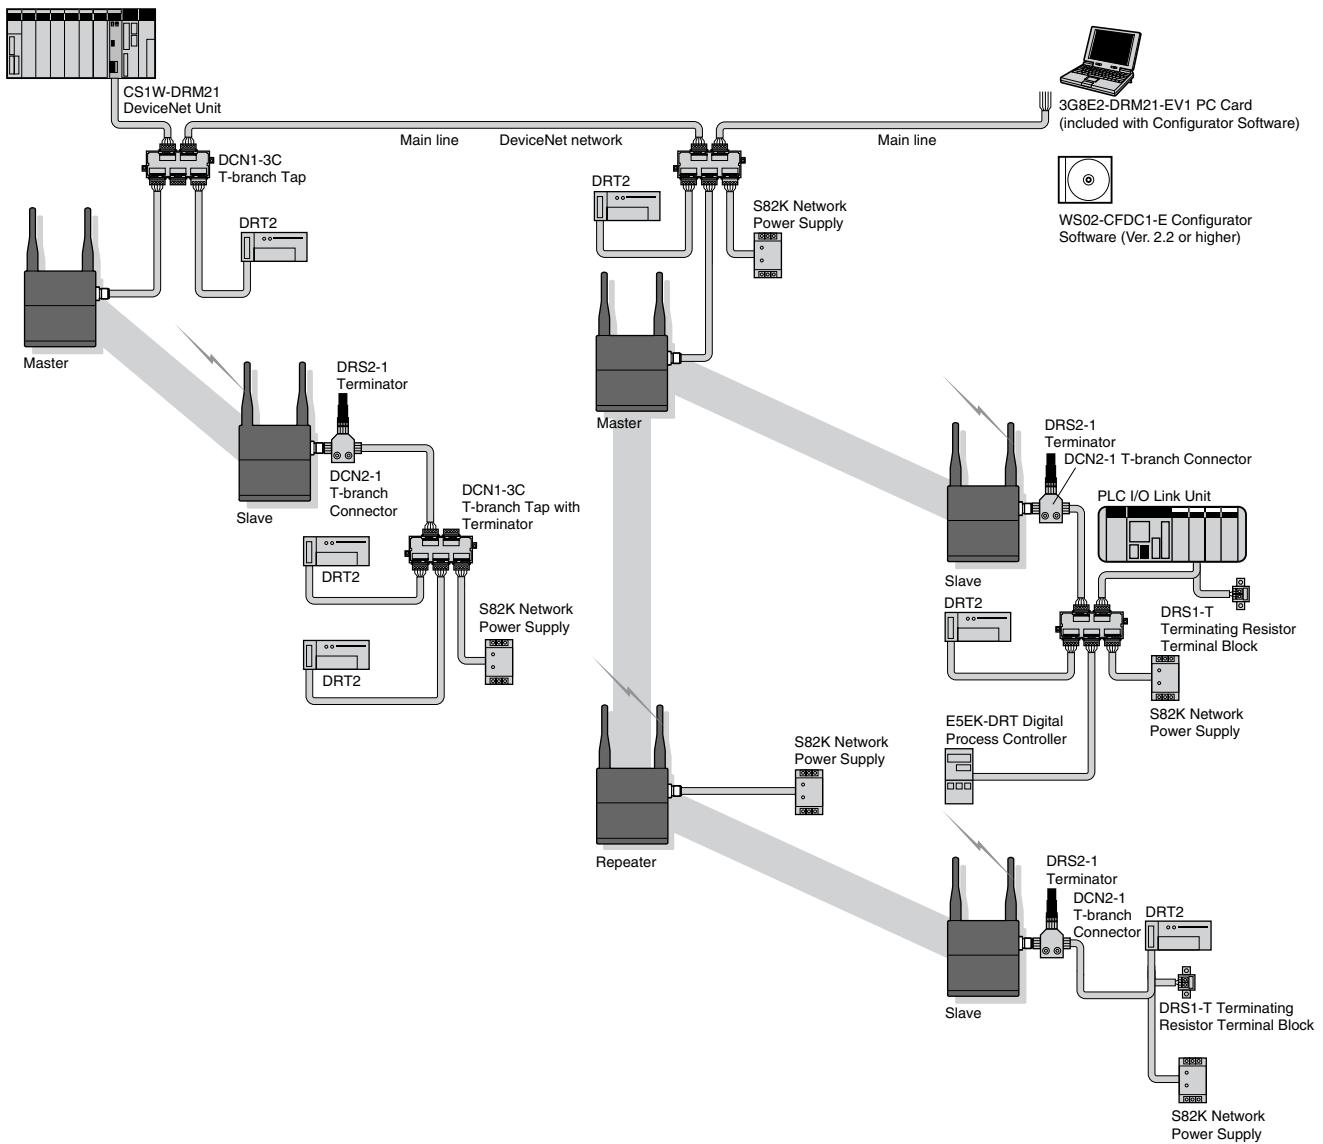 CS1W-DRM21
DeviceNet Unit
Main line
DeviceNet network
Main line
3G8E2-DRM21-EV1 PC Card
(included with Configurator Software)
DCN1-3C
T-branch Tap
DRT2
DRT2
S82K Network
Power Supply
WS02-CFDC1-E Configurator
Software (Ver. 2.2 or higher)
Master
DRS2-1
Terminator
Master
DCN2-1
T-branch
Connector
Slave
DCN1-3C
T-branch Tap with
Terminator
DRT2
DRT2
S82K Network
Power Supply
DRS2-1
Terminator
DCN2-1 T-branch Connector
PLC I/O Link Unit
Slave
DRT2
DRS1-T
Terminating Resistor
Terminal Block
S82K Network
Power Supply
E5EK-DRT Digital
Process Controller
S82K Network
Power Supply
Repeater
DRS2-1
Terminator
DCN2-1
T-branch
Connector
DRT2
Slave
DRS1-T Terminating
Resistor Terminal Block
S82K Network
Power Supply